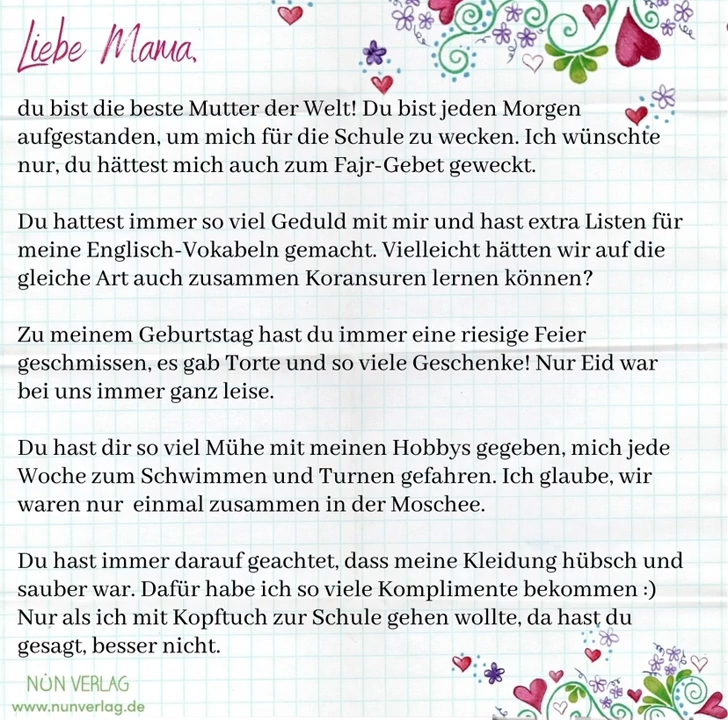 Liebe Mama,
du bist die beste Mutter der Welt! Du bist jeden Morgen
aufgestanden, um mich für die Schule zu wecken. Ich wünschte
nur, du hättest mich auch zum Fajr-Gebet geweckt.
Du hattest immer so viel Geduld mit mir und hast extra Listen für
meine Englisch-Vokabeln gemacht. Vielleicht hätten wir auf die
gleiche Art auch zusammen Koransuren lernen können?
Zu meinem Geburtstag hast du immer eine riesige Feier
geschmissen, es gab Torte und so viele Geschenke! Nur Eid war
bei uns immer ganz leise.
Du hast dir so viel Mühe mit meinen Hobbys gegeben, mich jede
Woche zum Schwimmen und Turnen gefahren. Ich glaube, wir
waren nur einmal zusammen in der Moschee.
Du hast immer darauf geachtet, dass meine Kleidung hübsch und
sauber war. Dafür habe ich so viele Komplimente bekommen :)
Nur als ich mit Kopftuch zur Schule gehen wollte, da hast du
gesagt, besser nicht.
NŪN VERLAG
www.nunverlag.de